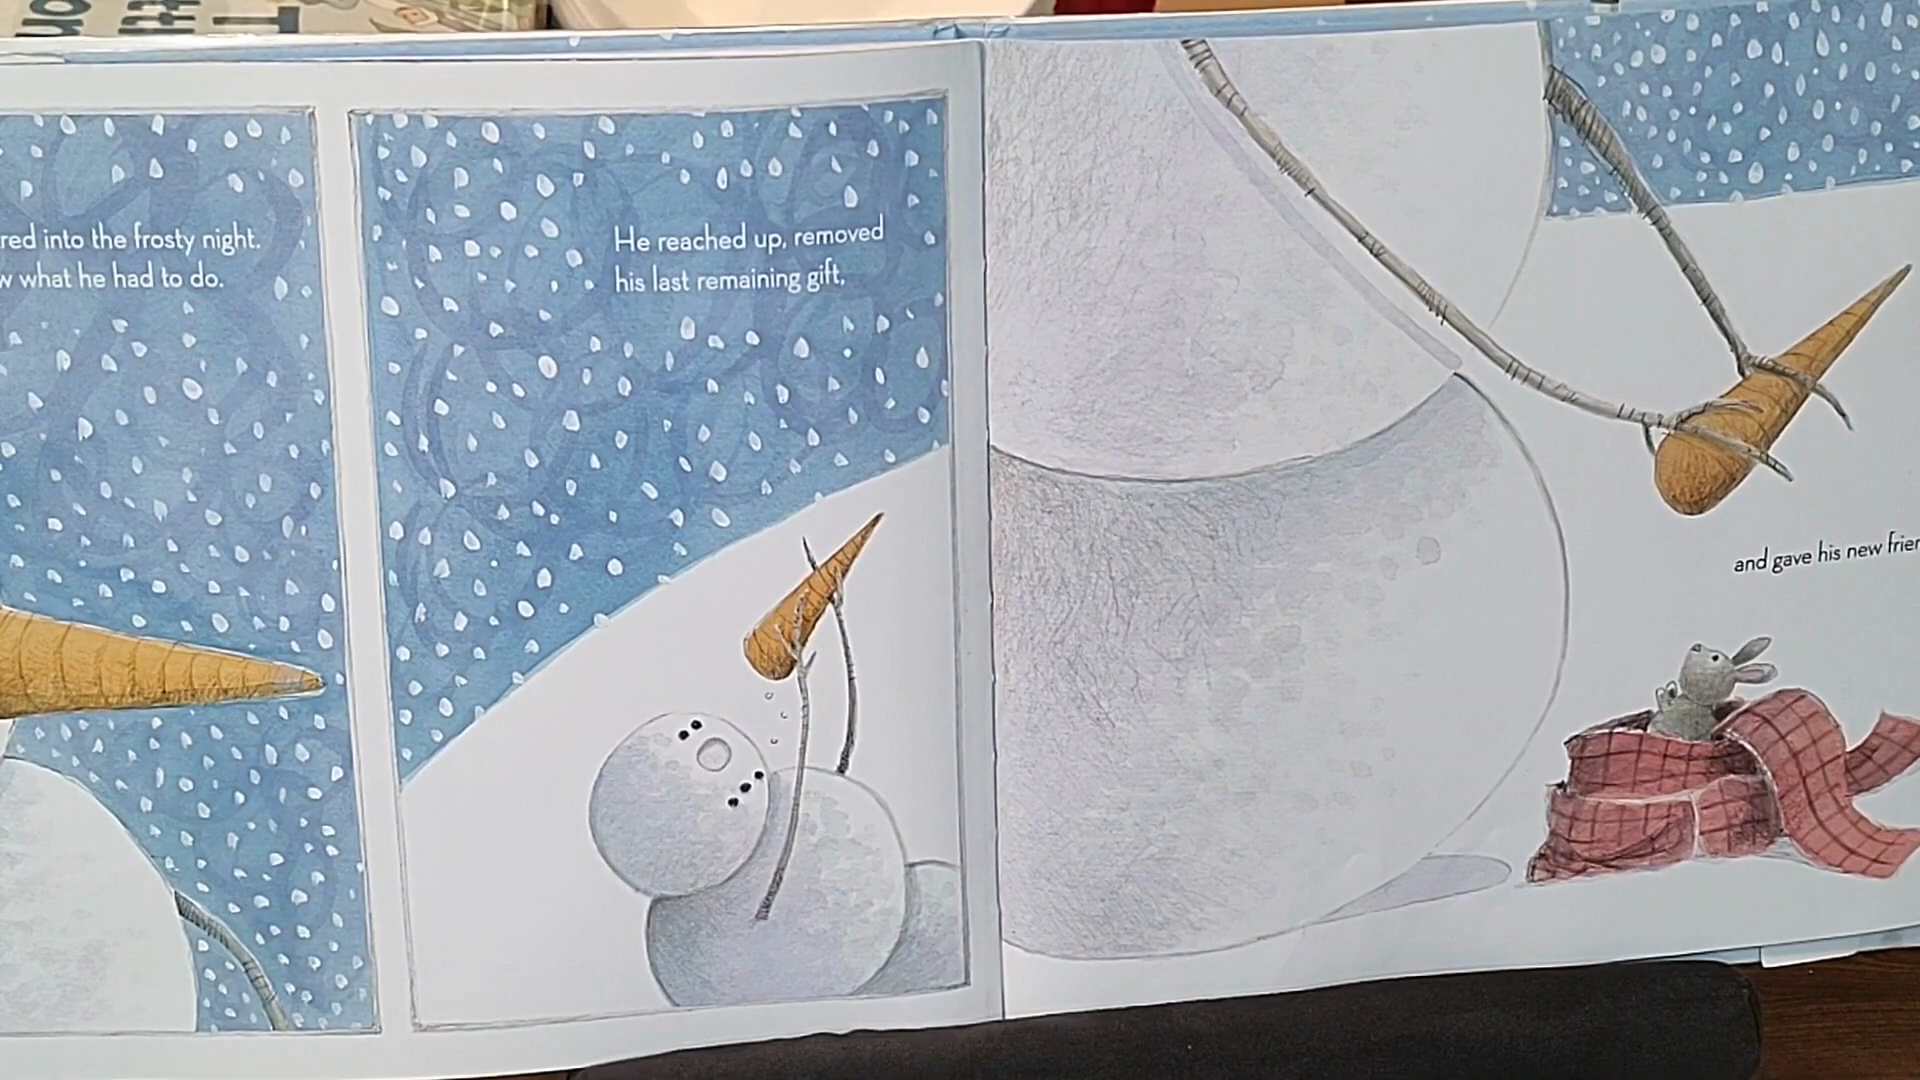 red into the frosty night.
w what he had to do.
He reached up, removed
his last remaining gift,
and gave his new frien